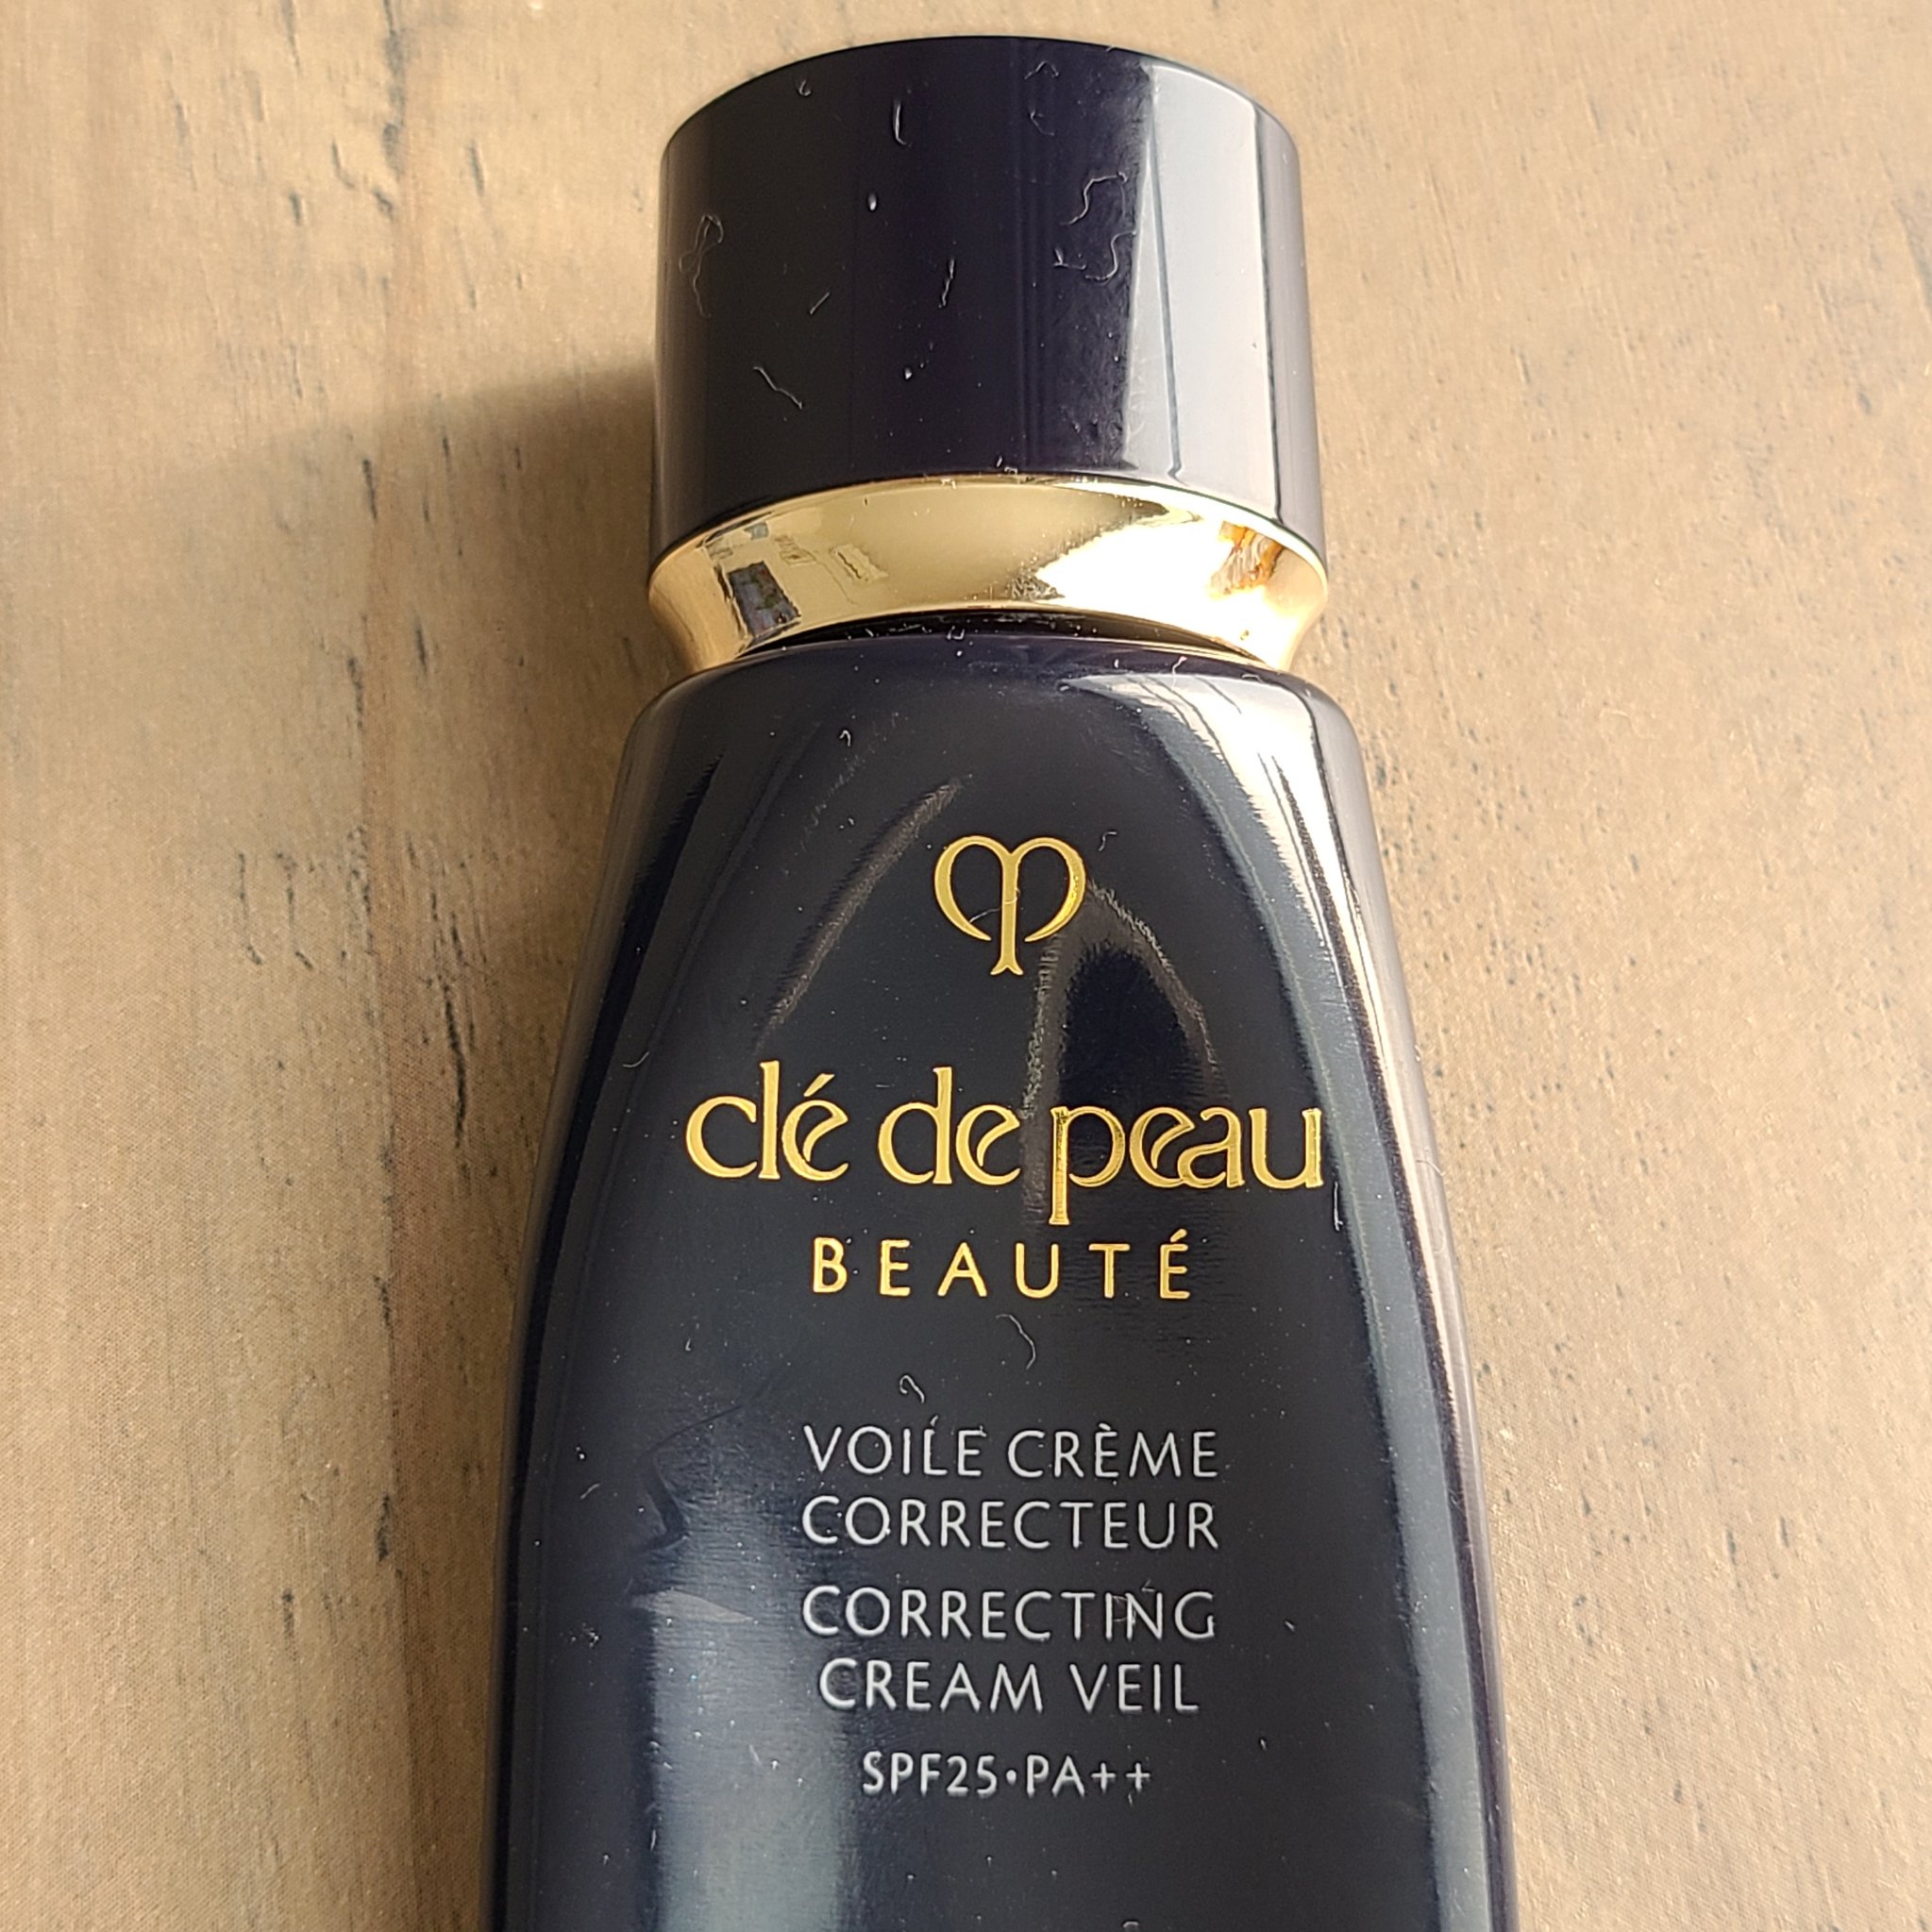 clé de peau
BEAUTÉ
VOILE CRÈME
CORRECTEUR
CORRECTING
CREAM VEIL
SPF25•PA++